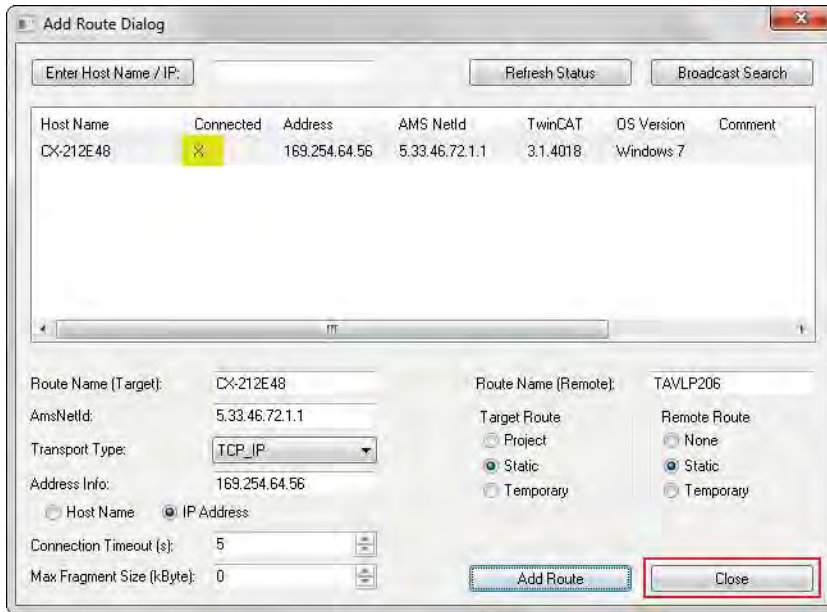 Add Route Dialog
Enter Host Name / IP: Refresh Status Broadcast Search
Host Name Connected Address AMS NetId TwinCAT OS Version Comment
CX-212E48 X 169.254.64.56 5.33.46.72.1.1 3.1.4018 Windows 7
Route Name (Target): CX-212E48 Route Name (Remote): TAVLP206
AmsNetId: 5.33.46.72.1.1 Target Route Remote Route
Transport Type: TCP_IP Project None
Address Info: 169.254.64.56 Static Static
Host Name IP Address Temporary Temporary
Connection Timeout (s): 5
Max Fragment Size (kByte): 0 Add Route Close